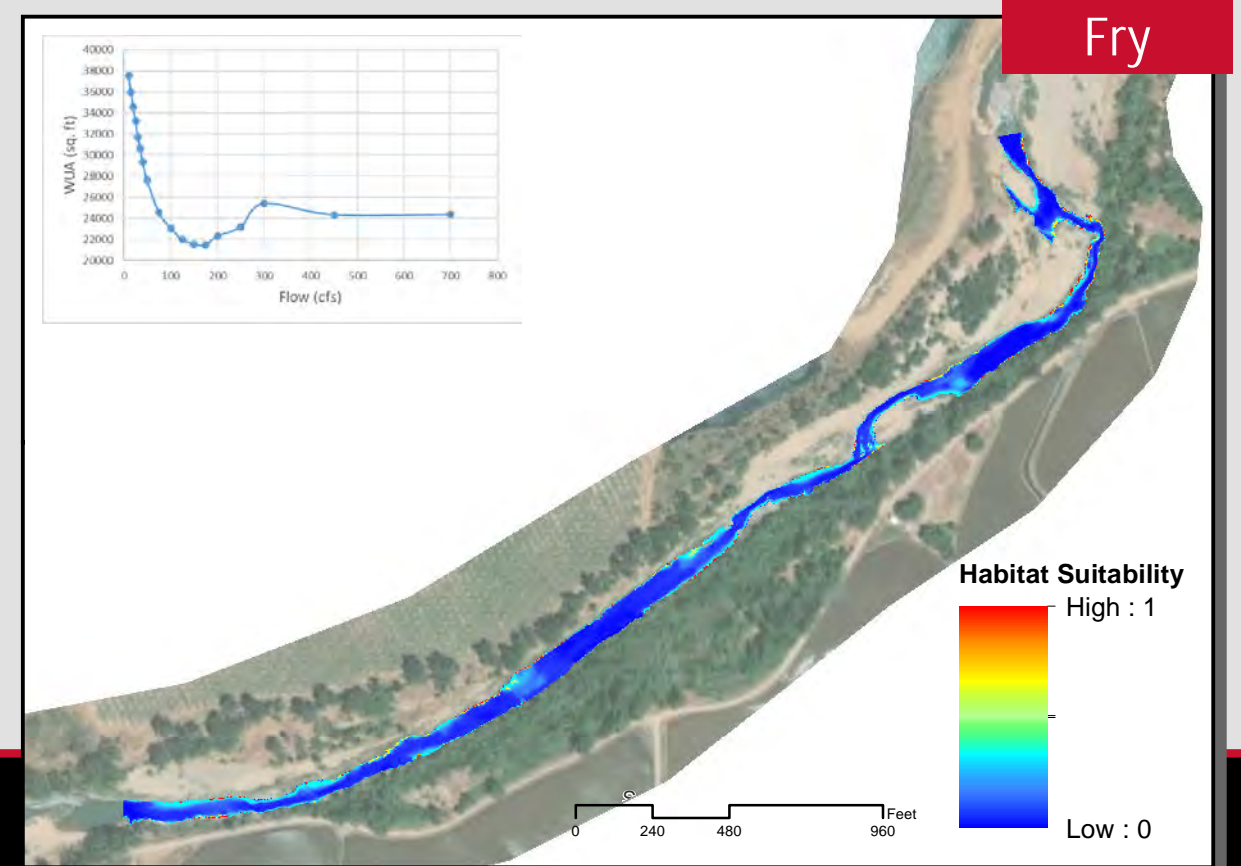 Fry
40000
38000
36000
34000
32000
30000
28000
26000
24000
22000
20000
WUA (sq. ft)
0 100 200 300 400 500 600 700 800
Flow (cfs)
Habitat Suitability
High : 1
Low : 0
S
Feet
0 240 480 960